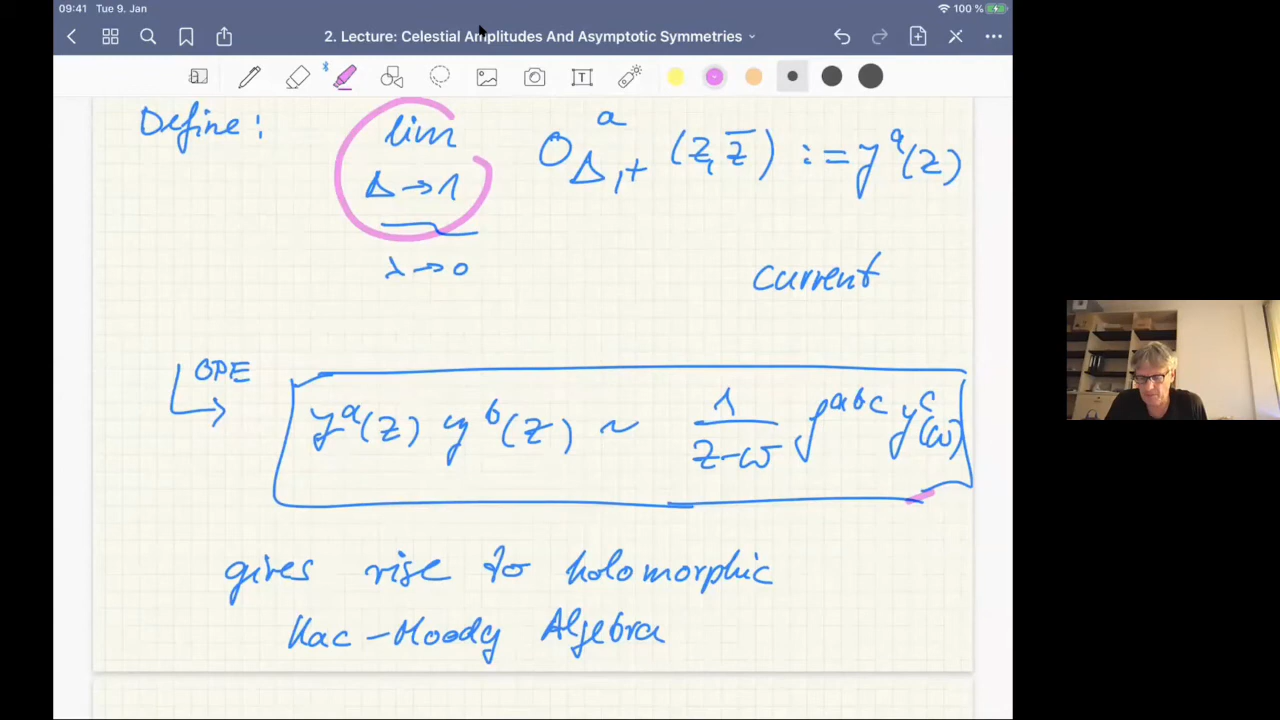 09:41 Tue 9. Jan
100 %
2. Lecture: Celestial Amplitudes And Asymptotic Symmetries
T
Define: lim Δ→1 O^a_{Δ,+} (z,z̄) := J^a(z)
λ→0
current
OPE
J^a(z) J^b(z) ~ 1/(z-ω) f^{abc} J^c(ω)
gives rise to holomorphic
Kac-Moody Algebra